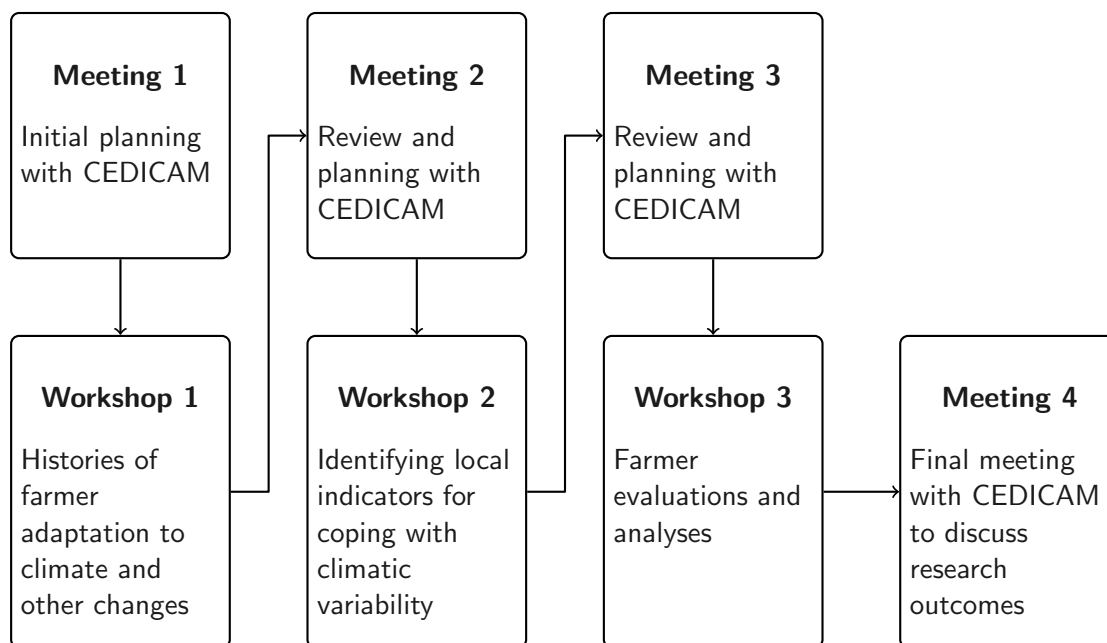 Meeting 1
Initial planning
with CEDICAM
Meeting 2
Review and
planning with
CEDICAM
Meeting 3
Review and
planning with
CEDICAM
Workshop 1
Histories of
farmer
adaptation to
climate and
other changes
Workshop 2
Identifying local
indicators for
coping with
climatic
variability
Workshop 3
Farmer
evaluations and
analyses
Meeting 4
Final meeting
with CEDICAM
to discuss
research
outcomes